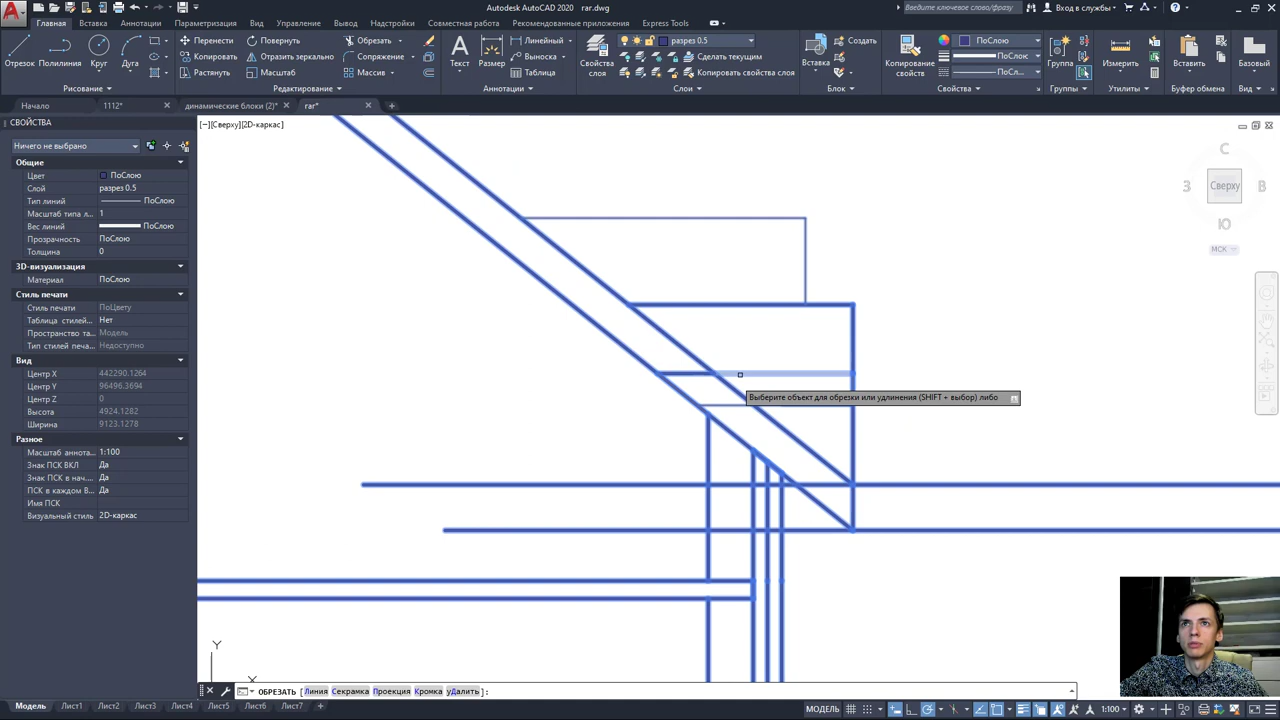 Autodesk AutoCAD 2020   rar.dwg
Введите ключевое слово/фразу
Вход в службы
Главная Вставка Аннотации Параметризация Вид Управление Вывод Надстройки Совместная работа Рекомендованные приложения Express Tools
Отрезок Полилиния Круг Дуга
Перенести Повернуть Обрезать
Копировать Отразить зеркально Сопряжение
Растянуть Масштаб Массив
Текст Размер
Линейный
Выноска
Таблица
Свойства слоя
разрез 0.5
Сделать текущим
Копировать свойства слоя
Вставка
Создать
Копирование свойств
ПоСлою
ПоСлок
ПоСл...
Группа
Измерить
Вставить
Базовый
Рисование Редактирование Аннотации Слои Блок Свойства Группы Утилиты Буфер обмена Вид
Начало 1112* динамические блоки (2)* rar*
СВОЙСТВА
[−][Сверху][2D-каркас]
Ничего не выбрано
Общие
Цвет ПоСлою
Слой разрез 0.5
Тип линий ПоСлою
Масштаб типа л... 1
Вес линий ПоСлою
Прозрачность ПоСлою
Толщина 0
3D-визуализация
Материал ПоСлою
Стиль печати
Стиль печати ПоЦвету
Таблица стилей... Нет
Пространство та... Модель
Тип стилей печа... Недоступно
Вид
Центр X 442290.1264
Центр Y 96496.3694
Центр Z 0
Высота 4924.1282
Ширина 9123.1278
Разное
Масштаб аннота... 1:100
Знак ПСК ВКЛ Да
Знак ПСК в нач.... Да
ПСК в каждом В... Да
Имя ПСК
Визуальный стиль 2D-каркас
С
З Сверху В
Ю
МСК
Выберите объект для обрезки или удлинения (SHIFT + выбор) либо
Y
X
ОБРЕЗАТЬ [Линия Секрамка Проекция Кромка уДалить]:
Модель Лист1 Лист2 Лист3 Лист4 Лист5 Лист6 Лист7
МОДЕЛЬ
1:100